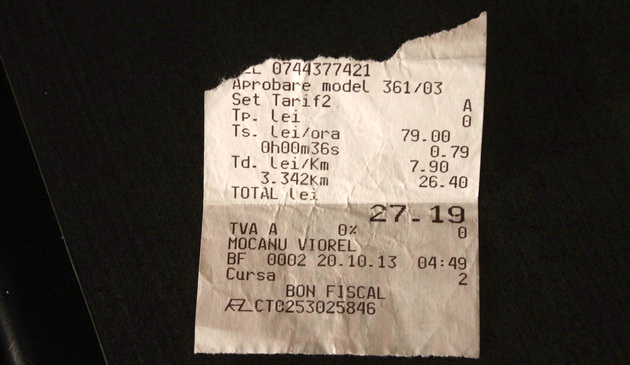 0744377421
Aprobare model 361/03
Set Tarif2 A
Tp. lei 0
Ts. lei/ora 79.00
0h00m36s 0.79
Td. lei/Km 7.90
3.342Km 26.40
TOTAL lei
27.19
TVA A 0% 0
MOCANU VIOREL
BF 0002 20.10.13 04:49
Cursa 2
BON FISCAL
CTC253025846